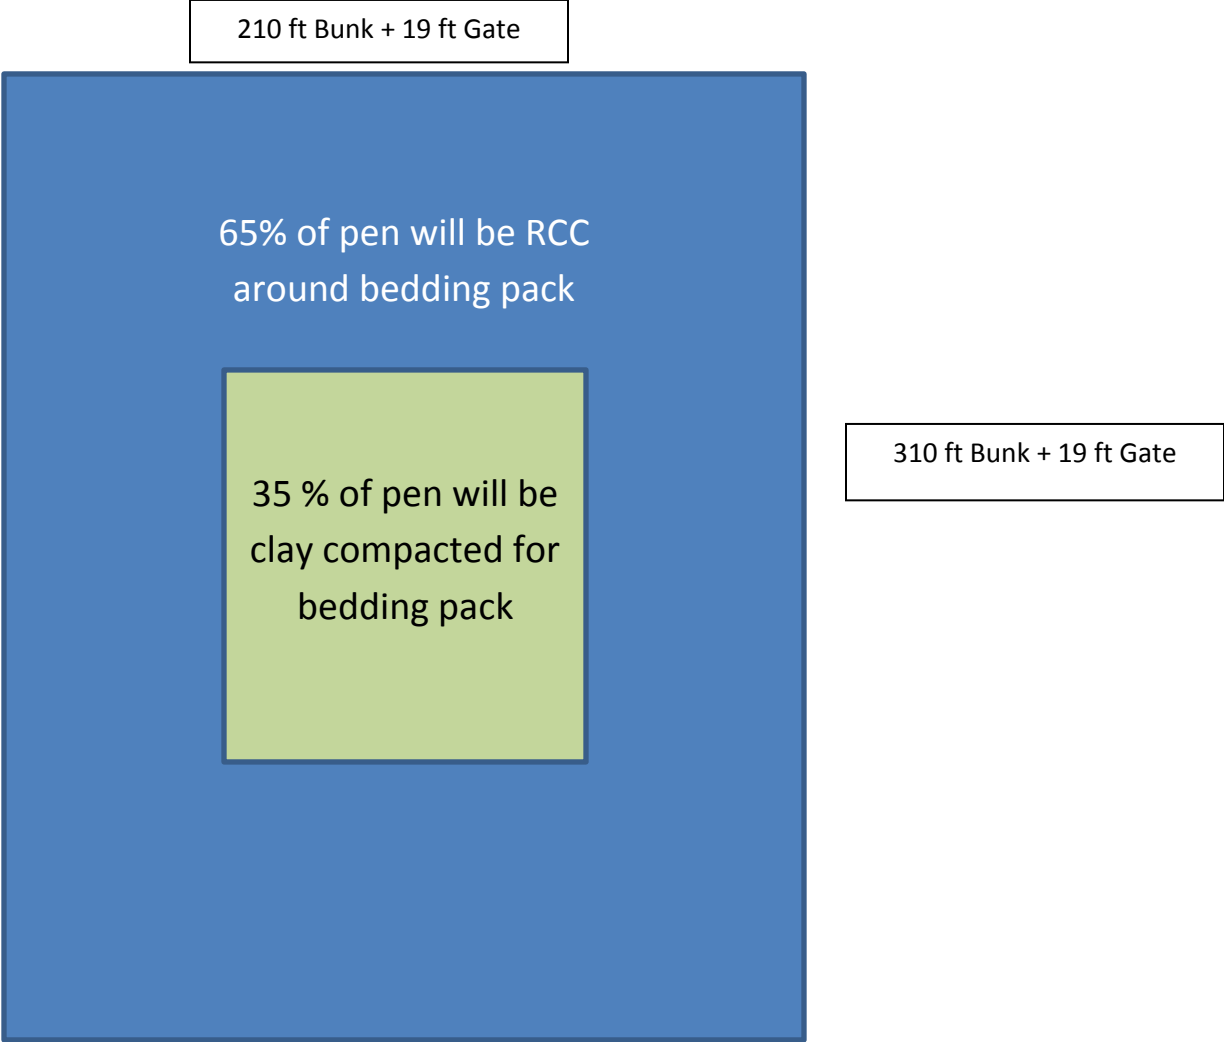 210 ft Bunk + 19 ft Gate
65% of pen will be RCC
around bedding pack
35 % of pen will be
clay compacted for
bedding pack
310 ft Bunk + 19 ft Gate